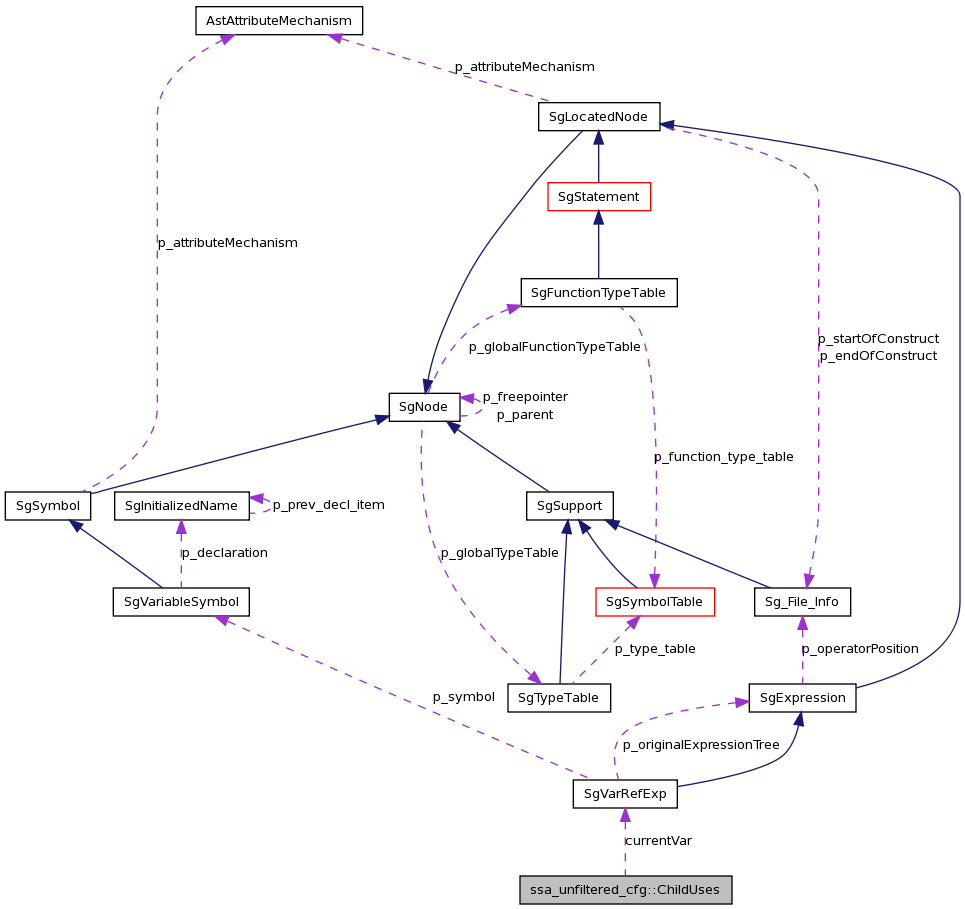 AstAttributeMechanism
p_attributeMechanism
SgLocatedNode
SgStatement
p_attributeMechanism
SgFunctionTypeTable
p_startOfConstruct
p_endOfConstruct
p_globalFunctionTypeTable
SgNode
p_freepointer
p_parent
p_function_type_table
SgSymbol
SgInitializedName
p_prev_decl_item
SgSupport
p_declaration
p_globalTypeTable
SgVariableSymbol
SgSymbolTable
Sg_File_Info
p_type_table
p_operatorPosition
p_symbol
SgTypeTable
SgExpression
p_originalExpressionTree
SgVarRefExp
currentVar
ssa_unfiltered_cfg::ChildUses